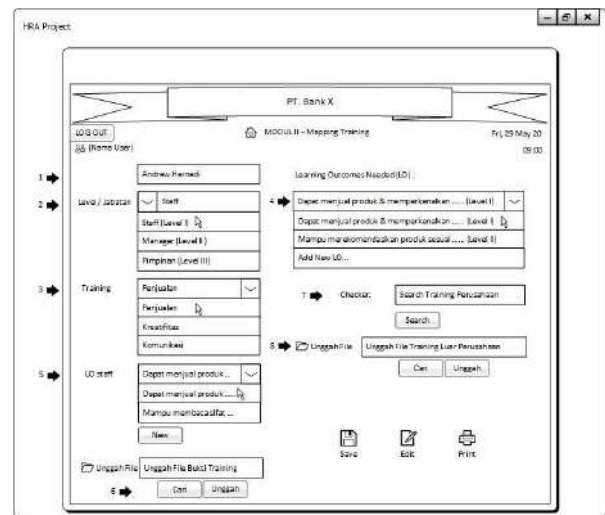 HRA Project
PT. Bank X
LOG OUT
MODUL II – Mapping Training
Fri, 29 May 20
(Name User)
09:00
1
Andrew Hernadi
Learning Outcomes Needed (LO) :
2
Level / Jabatan
Staff
4
Dapat menjual produk & memperkenalkan ...... (Level I)
Staff (Level I)
Dapat menjual produk & memperkenalkan ...... (Level I)
Manager (Level II)
Mampu merekomendasikan produk sesuai ...... (Level II)
Pimpinan (Level III)
Add New LO...
3
Training
Penjualan
7
Checker:
Search Training Perusahaan
Penjualan
Search
Kreatifitas
Komunikasi
8
Unggah File
Unggah File Training Luar Perusahaan
Cari
Unggah
5
LO staff
Dapat menjual produk ...
Dapat menjual produk ......
Mampu membaca sifat, ...
New
Save
Edit
Print
Unggah File
Unggah File Bukti Training
6
Cari
Unggah